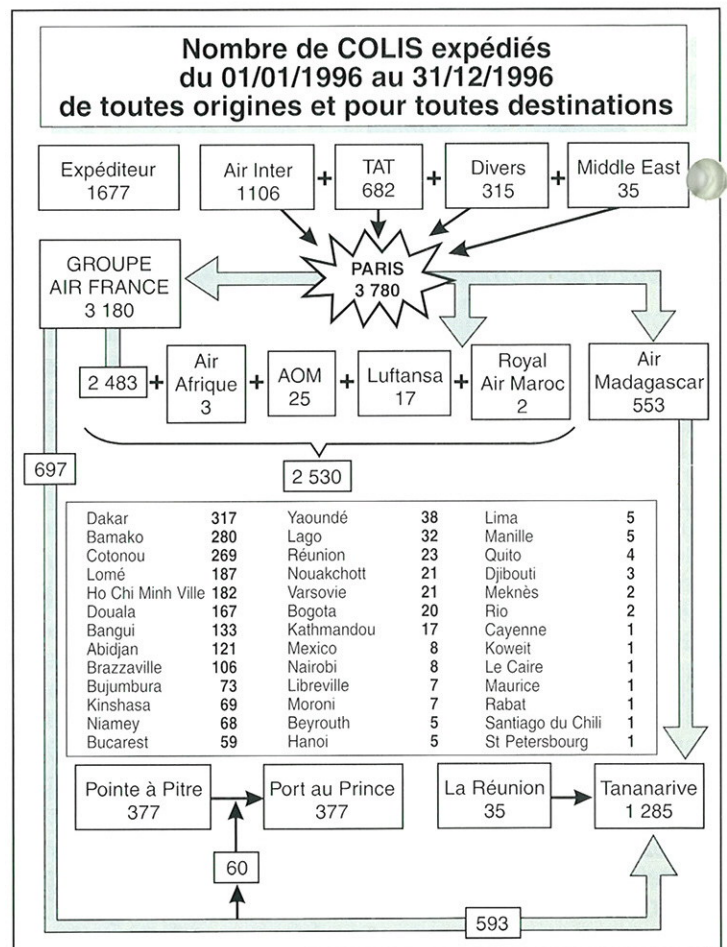 Nombre de COLIS expédiés
du 01/01/1996 au 31/12/1996
de toutes origines et pour toutes destinations
Expéditeur
1677
Air Inter
1106
+
TAT
682
+
Divers
315
+
Middle East
35
GROUPE
AIR FRANCE
3 180
PARIS
3 780
2 483
+
Air
Afrique
3
+
AOM
25
+
Luftansa
17
+
Royal
Air Maroc
2
Air
Madagascar
553
697
2 530
Dakar 317
Bamako 280
Cotonou 269
Lomé 187
Ho Chi Minh Ville 182
Douala 167
Bangui 133
Abidjan 121
Brazzaville 106
Bujumbura 73
Kinshasa 69
Niamey 68
Bucarest 59
Yaoundé 38
Lago 32
Réunion 23
Nouakchott 21
Varsovie 21
Bogota 20
Kathmandou 17
Mexico 8
Nairobi 8
Libreville 7
Moroni 7
Beyrouth 5
Hanoi 5
Lima 5
Manille 5
Quito 4
Djibouti 3
Meknès 2
Rio 2
Cayenne 1
Koweit 1
Le Caire 1
Maurice 1
Rabat 1
Santiago du Chili 1
St Petersbourg 1
Pointe à Pitre
377
Port au Prince
377
La Réunion
35
Tananarive
1 285
60
593